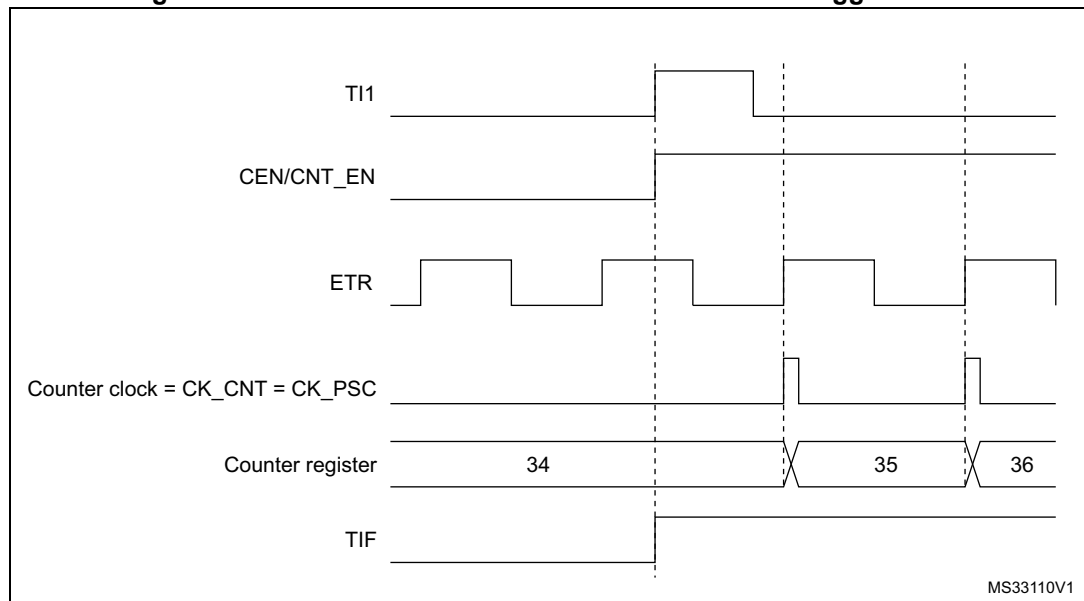 TI1
CEN/CNT_EN
ETR
Counter clock = CK_CNT = CK_PSC
Counter register 34 35 36
TIF
MS33110V1